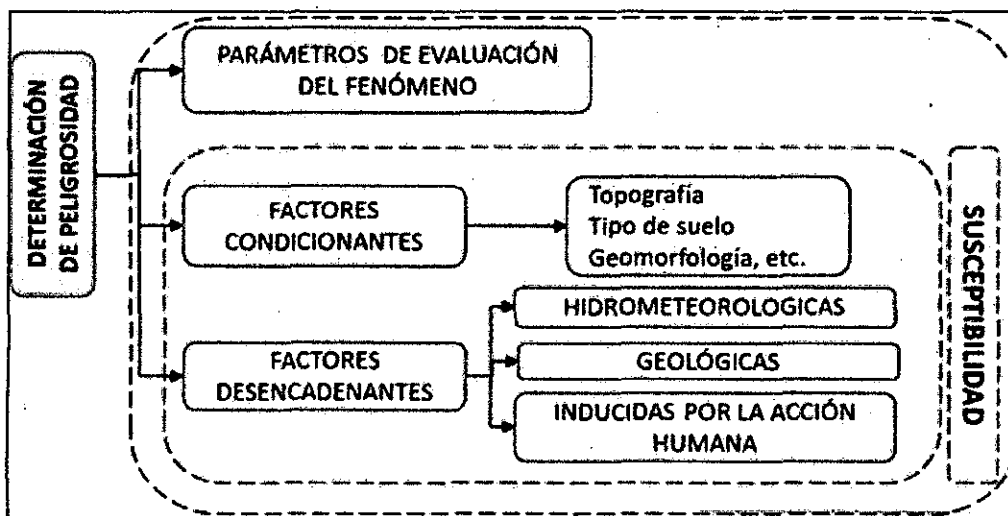 DETERMINACIÓN
DE PELIGROSIDAD
PARÁMETROS DE EVALUACIÓN
DEL FENÓMENO
FACTORES
CONDICIONANTES
Topografía
Tipo de suelo
Geomorfología, etc.
FACTORES
DESENCADENANTES
HIDROMETEOROLOGICAS
GEOLÓGICAS
INDUCIDAS POR LA ACCIÓN
HUMANA
SUSCEPTIBILIDAD